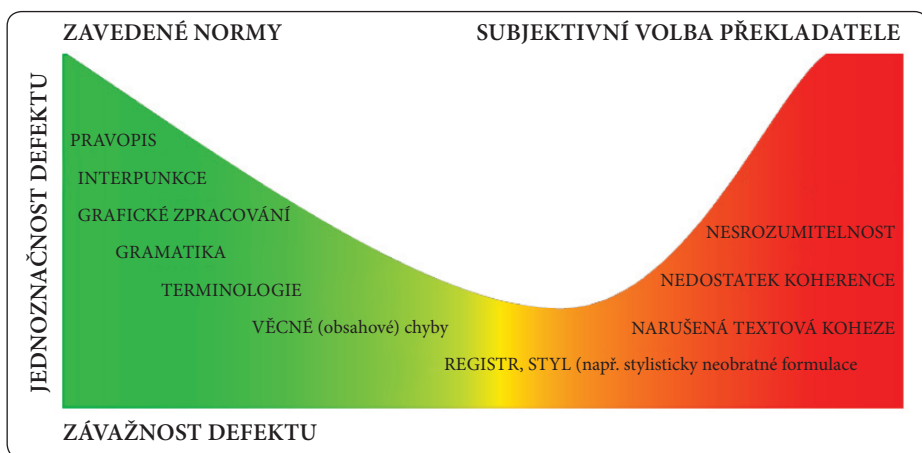 ZAVEDENÉ NORMY
SUBJEKTIVNÍ VOLBA PŘEKLADATELE
JEDNOZNAČNOST DEFEKTU
PRAVOPIS
INTERPUNKCE
GRAFICKÉ ZPRACOVÁNÍ
GRAMATIKA
TERMINOLOGIE
VĚCNÉ (obsahové) chyby
NESROZUMITELNOST
NEDOSTATEK KOHERENCE
NARUŠENÁ TEXTOVÁ KOHEZE
REGISTR, STYL (např. stylisticky neobratné formulace
ZÁVAŽNOST DEFEKTU